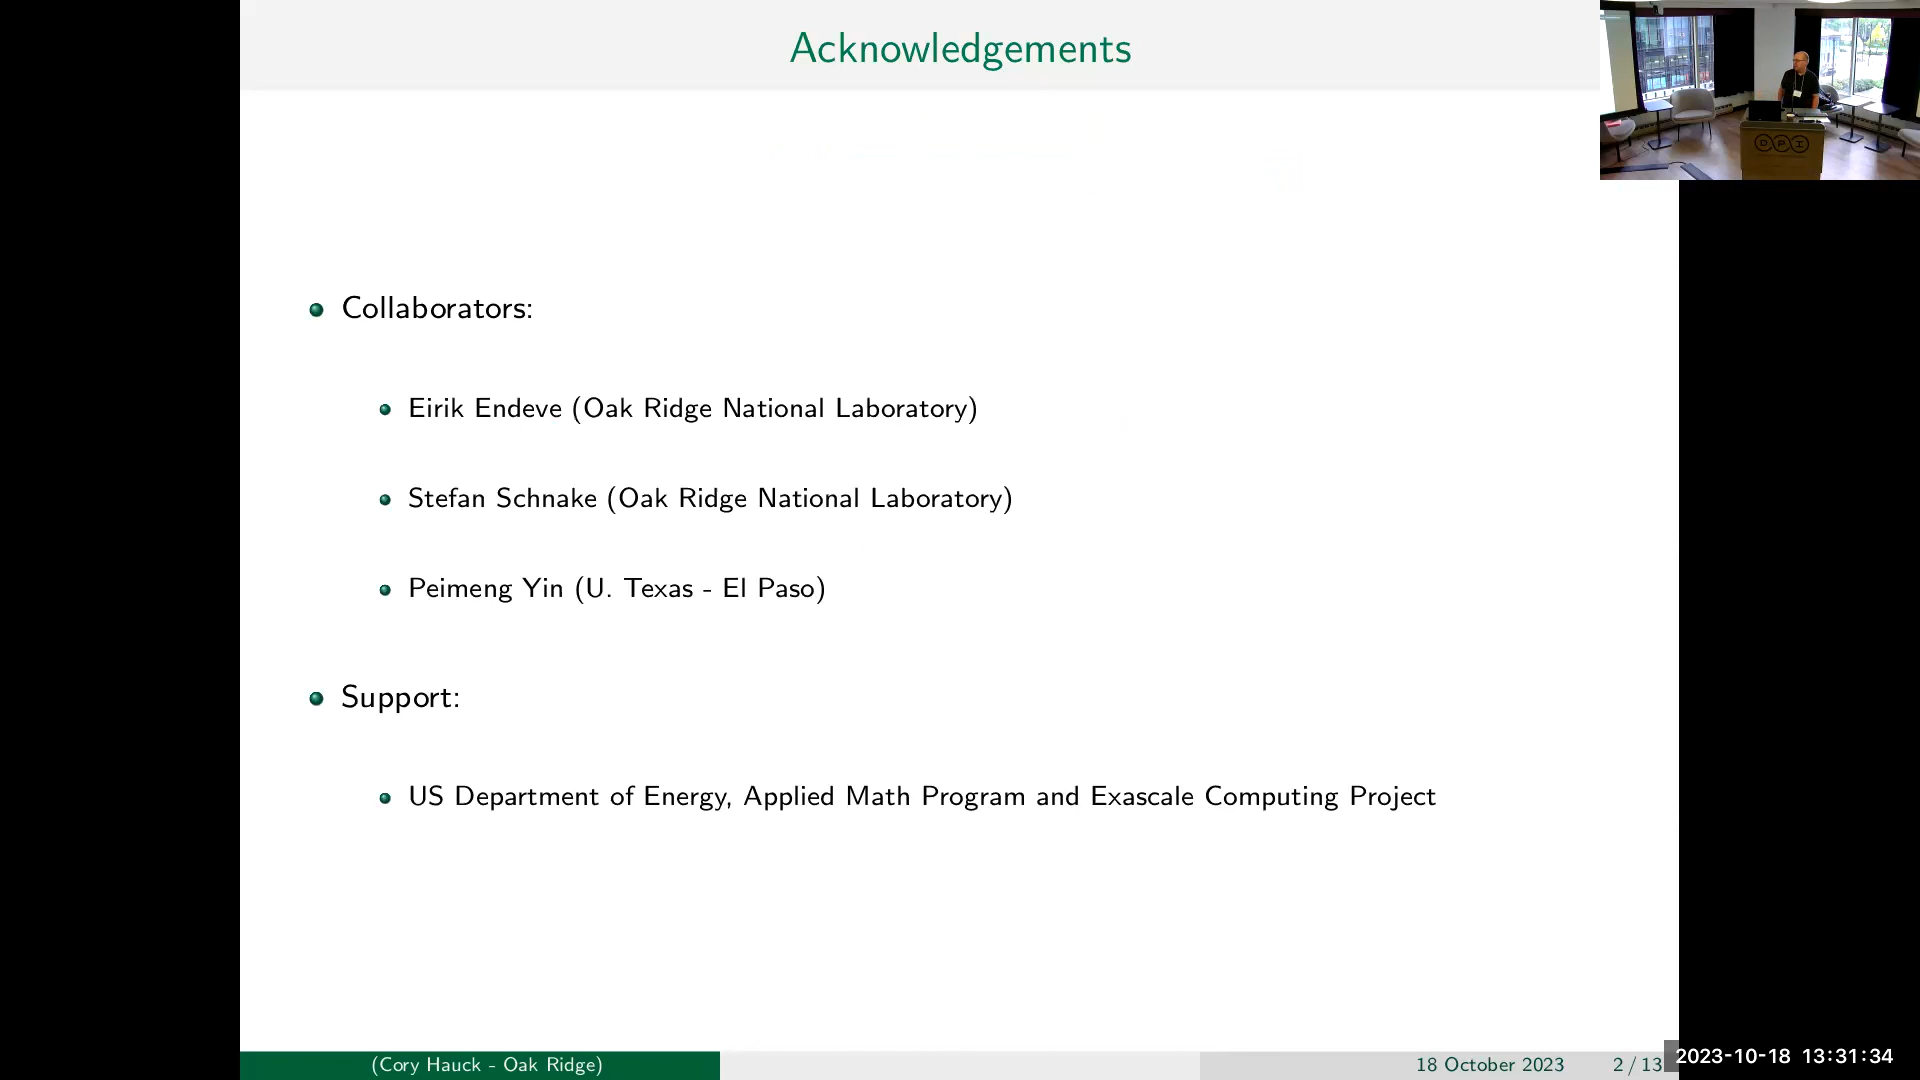 Acknowledgements
Collaborators:
Eirik Endeve (Oak Ridge National Laboratory)
Stefan Schnake (Oak Ridge National Laboratory)
Peimeng Yin (U. Texas - El Paso)
Support:
US Department of Energy, Applied Math Program and Exascale Computing Project
(Cory Hauck - Oak Ridge)
18 October 2023
2 / 13
2023-10-18 13:31:34
DPI